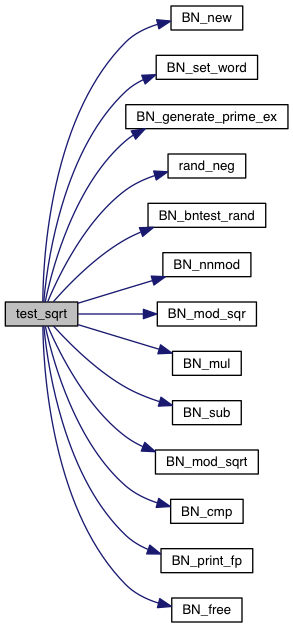 BN_new
BN_set_word
BN_generate_prime_ex
rand_neg
BN_bntest_rand
BN_nnmod
test_sqrt
BN_mod_sqr
BN_mul
BN_sub
BN_mod_sqrt
BN_cmp
BN_print_fp
BN_free